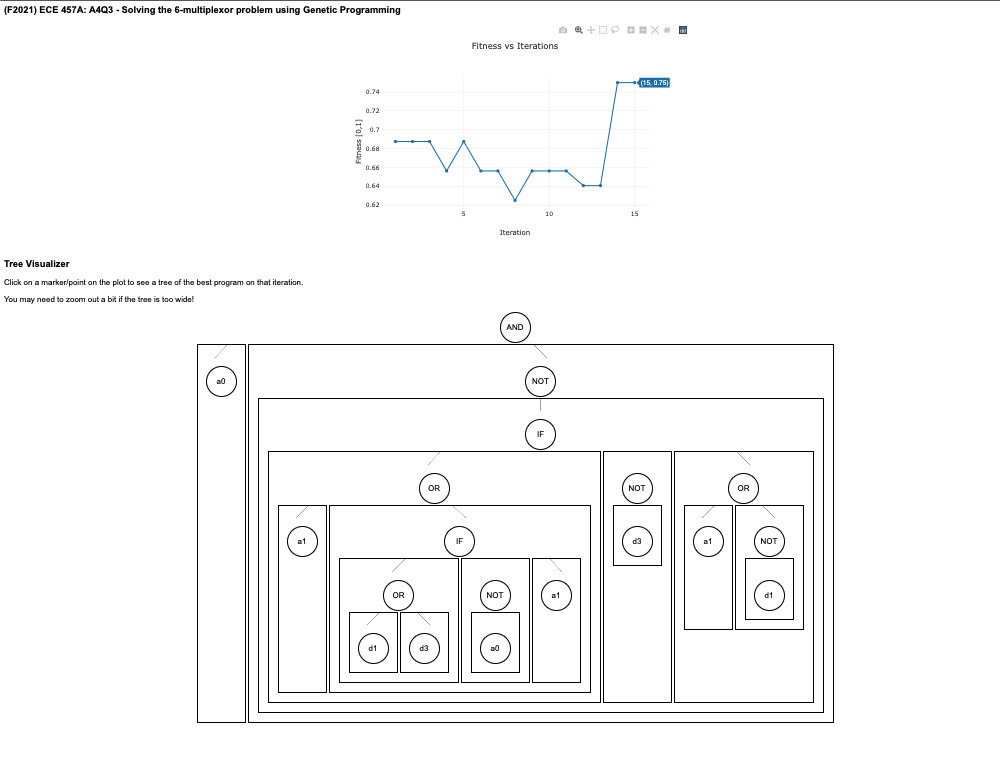 (F2021) ECE 457A: A4Q3 - Solving the 6-multiplexor problem using Genetic Programming
Fitness vs Iterations
(15, 0.75)
0.74
0.72
0.7
0.68
0.66
0.64
0.62
Fitness [0,1]
5 10 15
Iteration
Tree Visualizer
Click on a marker/point on the plot to see a tree of the best program on that iteration.
You may need to zoom out a bit if the tree is too wide!
AND
a0 NOT
IF
OR NOT OR
a1 IF d3 a1 NOT
OR NOT a1 d1
d1 d3 a0